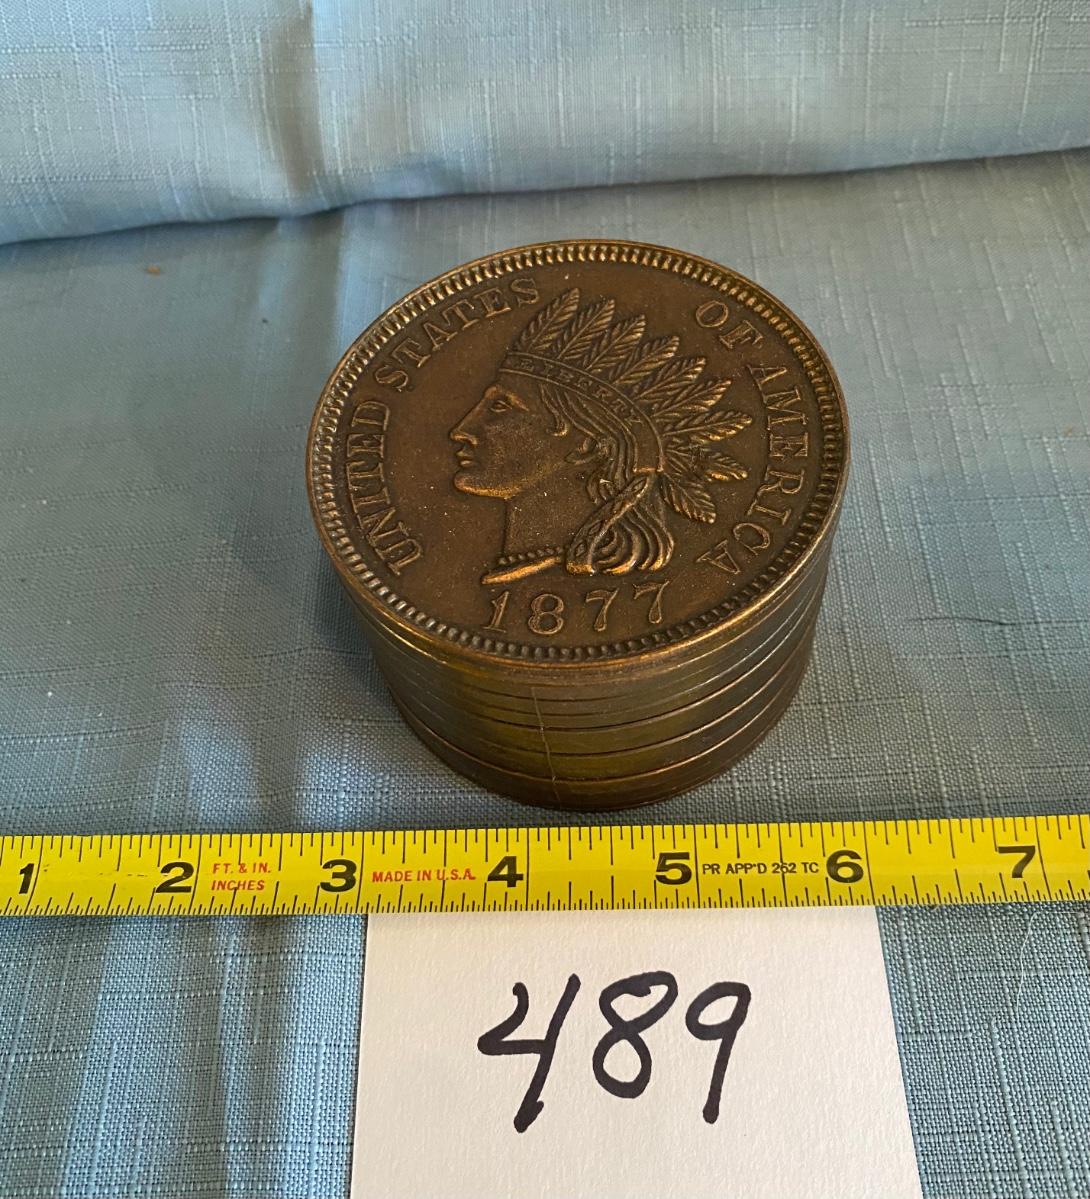 UNITED STATES OF AMERICA
LIBERTY
1877
1 2 FT. & IN. INCHES 3 MADE IN U.S.A. 4 5 PR APP'D 262 TC 6 7
489